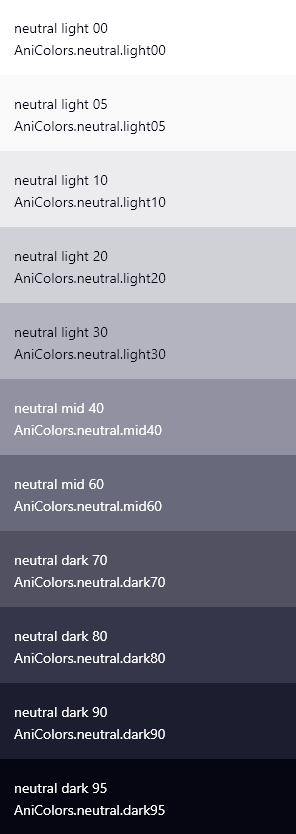 neutral light 00
AniColors.neutral.light00
neutral light 05
AniColors.neutral.light05
neutral light 10
AniColors.neutral.light10
neutral light 20
AniColors.neutral.light20
neutral light 30
AniColors.neutral.light30
neutral mid 40
AniColors.neutral.mid40
neutral mid 60
AniColors.neutral.mid60
neutral dark 70
AniColors.neutral.dark70
neutral dark 80
AniColors.neutral.dark80
neutral dark 90
AniColors.neutral.dark90
neutral dark 95
AniColors.neutral.dark95